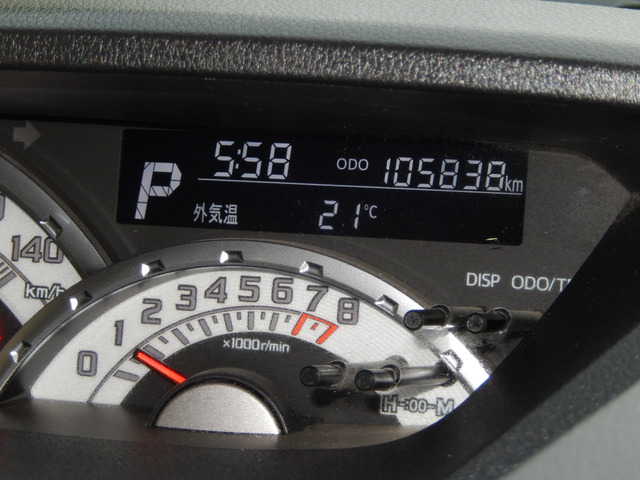 5:58 ODO 105838km
P
外気温 21°C
140
km/h
DISP ODO/T
0 1 2 3 4 5 6 7 8
x1000r/min
H-:00-M